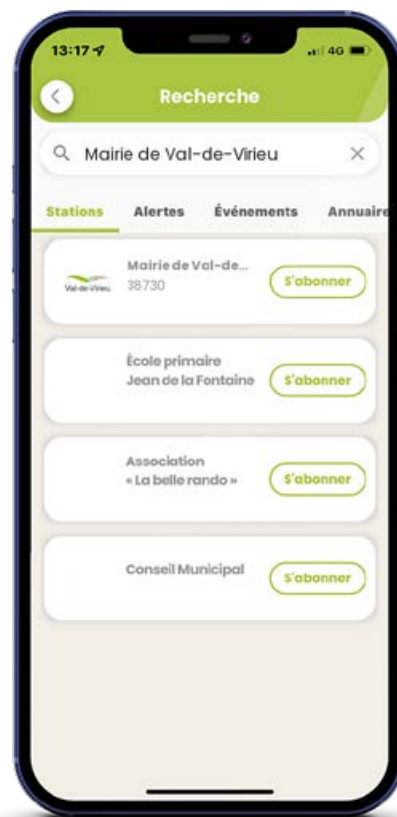 13:17
4G
Recherche
Mairie de Val-de-Virieu
Stations Alertes Événements Annuaire
Mairie de Val-de...
38730
Val-de-Virieu
S'abonner
École primaire
Jean de la Fontaine
S'abonner
Association
« La belle rando »
S'abonner
Conseil Municipal
S'abonner